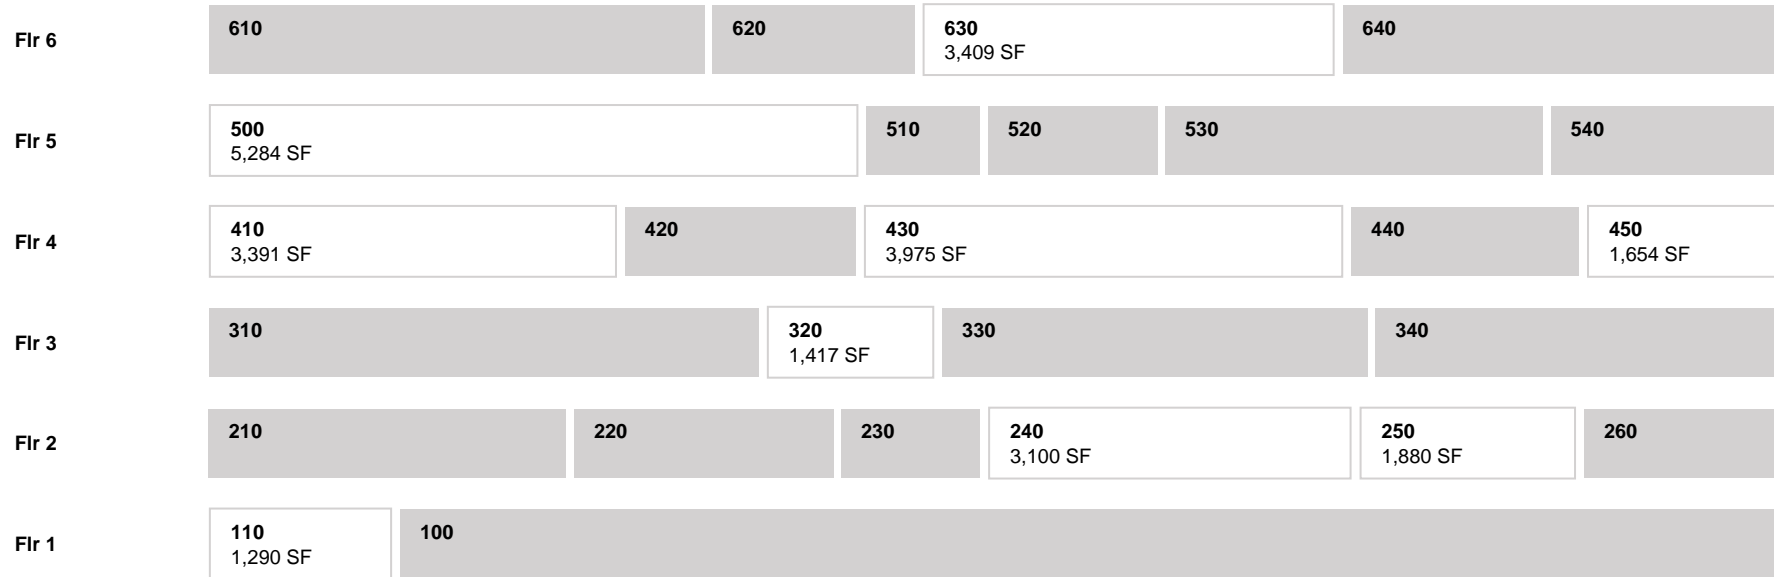 Flr 6
610
620
630
3,409 SF
640
Flr 5
500
5,284 SF
510
520
530
540
Flr 4
410
3,391 SF
420
430
3,975 SF
440
450
1,654 SF
Flr 3
310
320
1,417 SF
330
340
Flr 2
210
220
230
240
3,100 SF
250
1,880 SF
260
Flr 1
110
1,290 SF
100